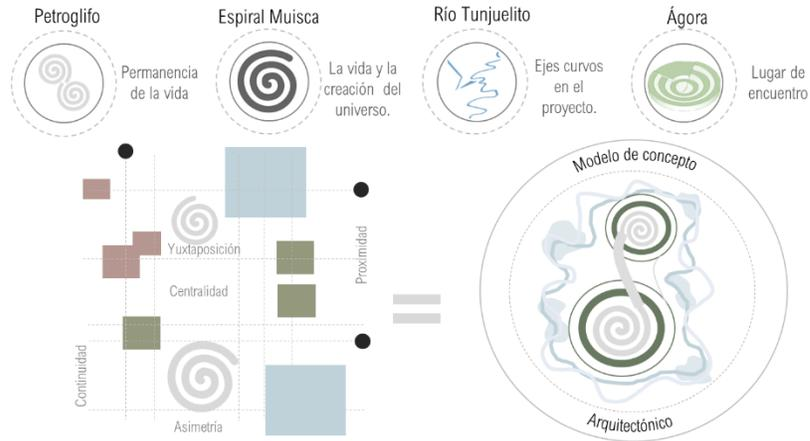 Petroglifo
Espiral Muisca
Río Tunjuelito
Ágora
Permanencia
de la vida
La vida y la
creación del
universo.
Ejes curvos
en el
proyecto.
Lugar de
encuentro
Yuxtaposición
Centralidad
Proximidad
Continuidad
Asimetría
Modelo de concepto
Arquitectónico